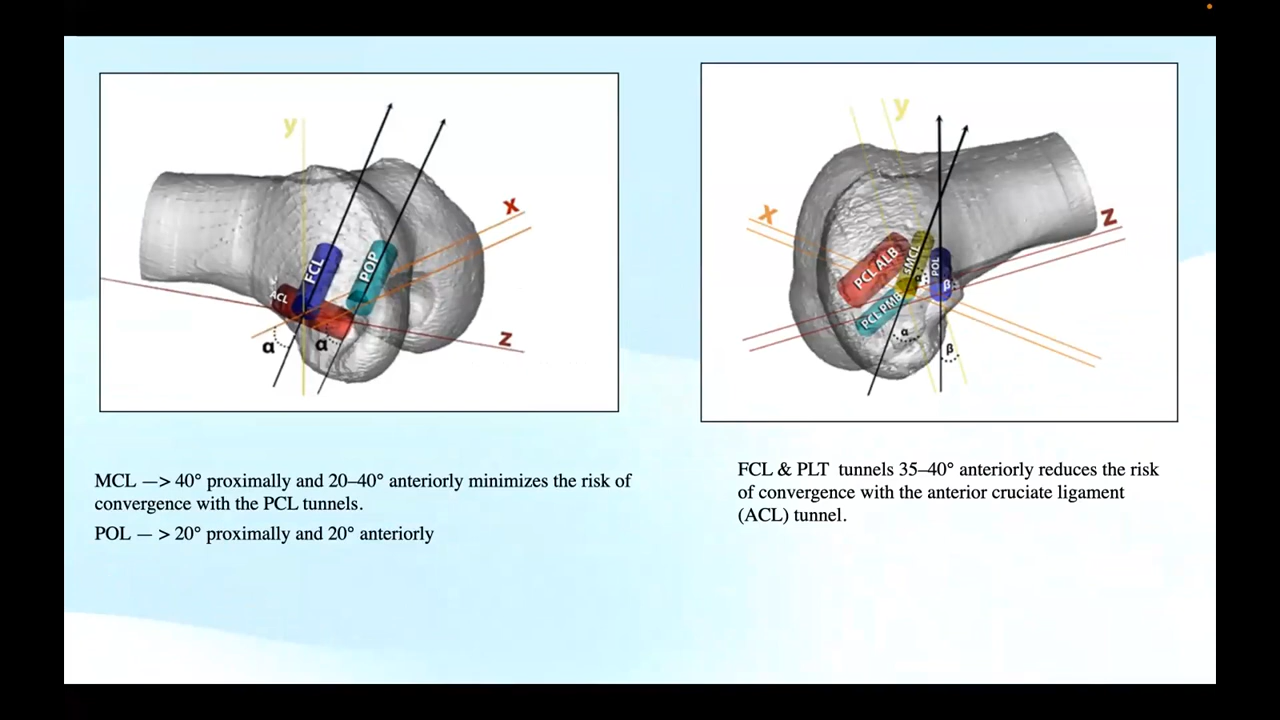 y
x
FCL
POP
ACL
α
α
z
y
x
z
PCL ALB
sMCL
POL
PCL PMB
β
β
α
β
MCL —> 40° proximally and 20–40° anteriorly minimizes the risk of
convergence with the PCL tunnels.
POL — > 20° proximally and 20° anteriorly
FCL & PLT tunnels 35–40° anteriorly reduces the risk
of convergence with the anterior cruciate ligament
(ACL) tunnel.